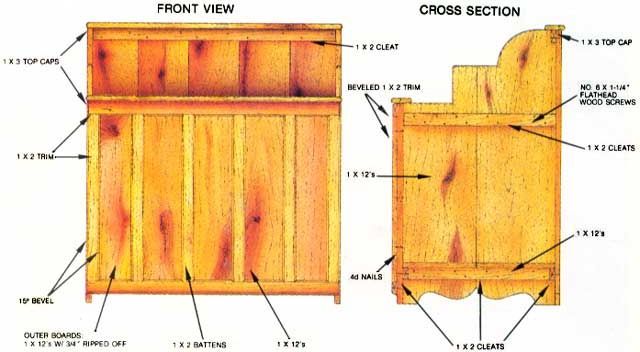 FRONT VIEW
CROSS SECTION
1 X 2 CLEAT
1 X 3 TOP CAPS
1 X 2 TRIM
15º BEVEL
OUTER BOARDS:
1 X 12's W/ 3/4" RIPPED OFF
1 X 2 BATTENS
1 X 12's
1 X 3 TOP CAP
BEVELED 1 X 2 TRIM
NO. 6 X 1-1/4"
FLATHEAD
WOOD SCREWS
1 X 2 CLEATS
1 X 12's
1 X 12's
4d NAILS
1 X 2 CLEATS